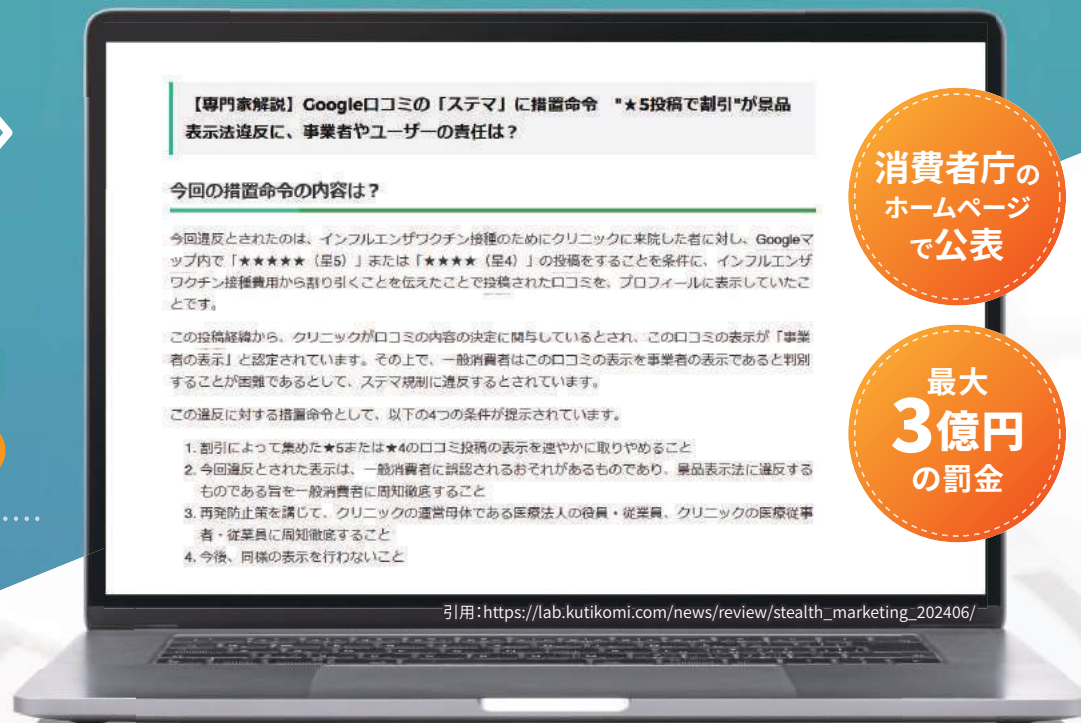 【専門家解説】Google口コミの「ステマ」に措置命令　"★5投稿で割引"が景品
表示法違反に、事業者やユーザーの責任は？
今回の措置命令の内容は？
今回違反とされたのは、インフルエンザワクチン接種のためにクリニックに来院した者に対し、Googleマ
ップ内で「★★★★★（星5）」または「★★★★（星4）」の投稿をすることを条件に、インフルエンザ
ワクチン接種費用から割り引くことを伝えたことで投稿された口コミを、プロフィールに表示していたこ
とです。
この投稿経緯から、クリニックが口コミの内容の決定に関与しているとされ、この口コミの表示が「事業
者の表示」と認定されています。その上で、一般消費者はこの口コミの表示を事業者の表示であると判別
することが困難であるとして、ステマ規制に違反するとされています。
この違反に対する措置命令として、以下の4つの条件が提示されています。
1. 割引によって集めた★5または★4の口コミ投稿の表示を速やかに取りやめること
2. 今回違反とされた表示は、一般消費者に誤認されるおそれがあるものであり、景品表示法に違反する
ものである旨を一般消費者に周知徹底すること
3. 再発防止策を講じて、クリニックの運営母体である医療法人の役員・従業員、クリニックの医療従事
者・従業員に周知徹底すること
4. 今後、同様の表示を行わないこと
引用：https://lab.kutikomi.com/news/review/stealth_marketing_202406/
消費者庁の
ホームページ
で公表
最大
3億円
の罰金